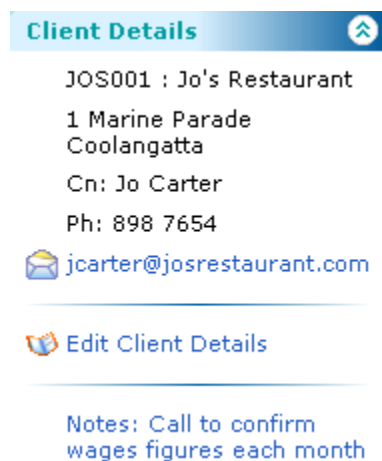 Client Details
JOS001 : Jo's Restaurant
1 Marine Parade
Coolangatta
Cn: Jo Carter
Ph: 898 7654
jcarter@josrestaurant.com
Edit Client Details
Notes: Call to confirm
wages figures each month